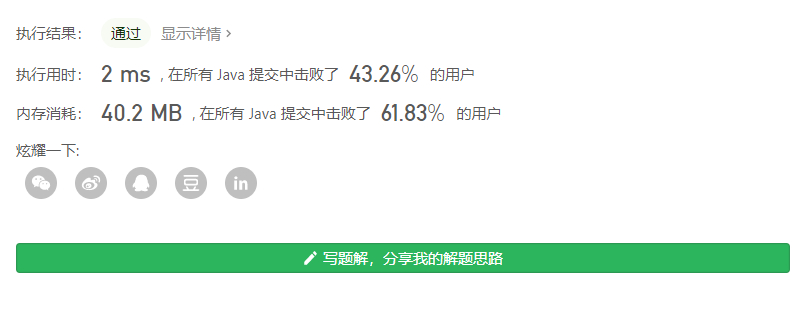 执行结果： 通过 显示详情 ›
执行用时： 2 ms , 在所有 Java 提交中击败了 43.26% 的用户
内存消耗： 40.2 MB , 在所有 Java 提交中击败了 61.83% 的用户
炫耀一下:
豆 in
写题解，分享我的解题思路